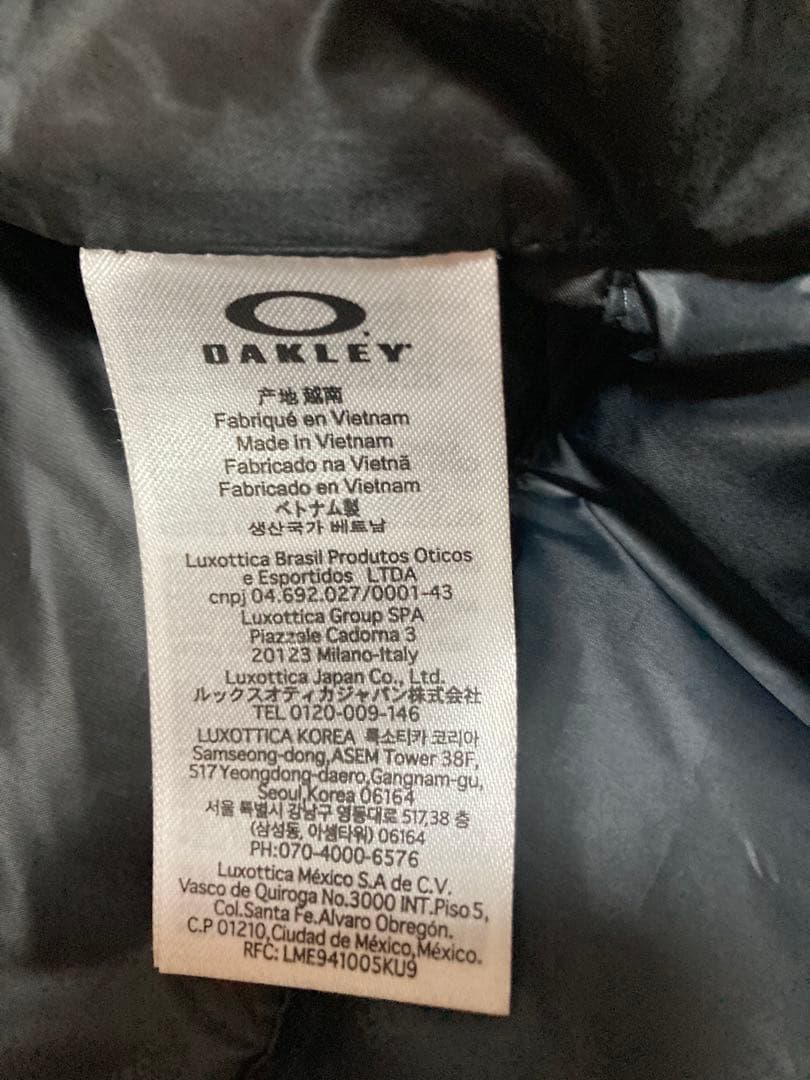 OAKLEY
产地 越南
Fabriqué en Vietnam
Made in Vietnam
Fabricado na Vietnã
Fabricado en Vietnam
ベトナム製
생산국가 베트남
Luxottica Brasil Produtos Oticos
e Esportidos LTDA
cnpj 04.692.027/0001-43
Luxottica Group SPA
Piazzale Cadorna 3
20123 Milano-Italy
Luxottica Japan Co., Ltd.
ルックスオティカジャパン株式会社
TEL 0120-009-146
LUXOTTICA KOREA 룩소티카 코리아
Samseong-dong,ASEM Tower 38F,
517 Yeongdong-daero,Gangnam-gu,
Seoul,Korea 06164
서울 특별시 강남구 영동대로 517,38 층
(삼성동, 아셈타워) 06164
PH:070-4000-6576
Luxottica México S.A de C.V.
Vasco de Quiroga No.3000 INT.Piso 5,
Col.Santa Fe.Alvaro Obregón.
C.P 01210,Ciudad de México,México.
RFC: LME941005KU9